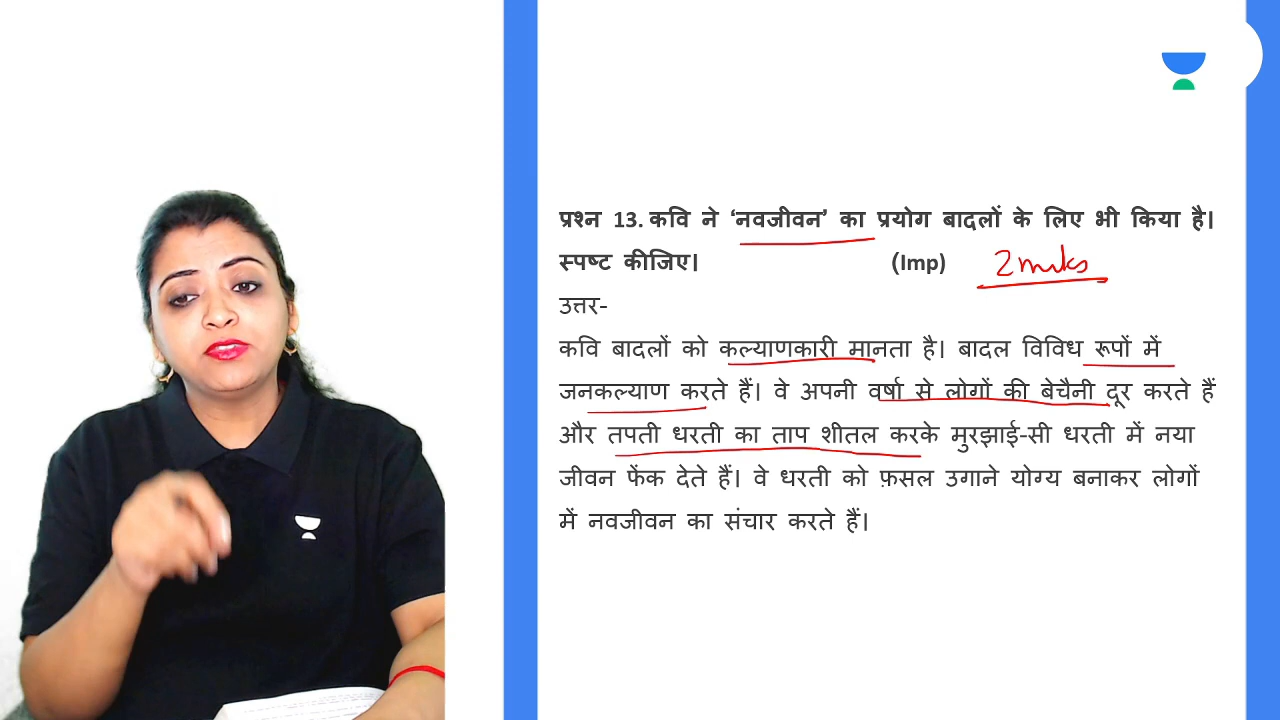 प्रश्न 13. कवि ने ‘नवजीवन’ का प्रयोग बादलों के लिए भी किया है।
स्पष्ट कीजिए। (Imp) 2 mks
उत्तर-
कवि बादलों को कल्याणकारी मानता है। बादल विविध रूपों में
जनकल्याण करते हैं। वे अपनी वर्षा से लोगों की बेचैनी दूर करते हैं
और तपती धरती का ताप शीतल करके मुरझाई-सी धरती में नया
जीवन फेंक देते हैं। वे धरती को फ़सल उगाने योग्य बनाकर लोगों
में नवजीवन का संचार करते हैं।